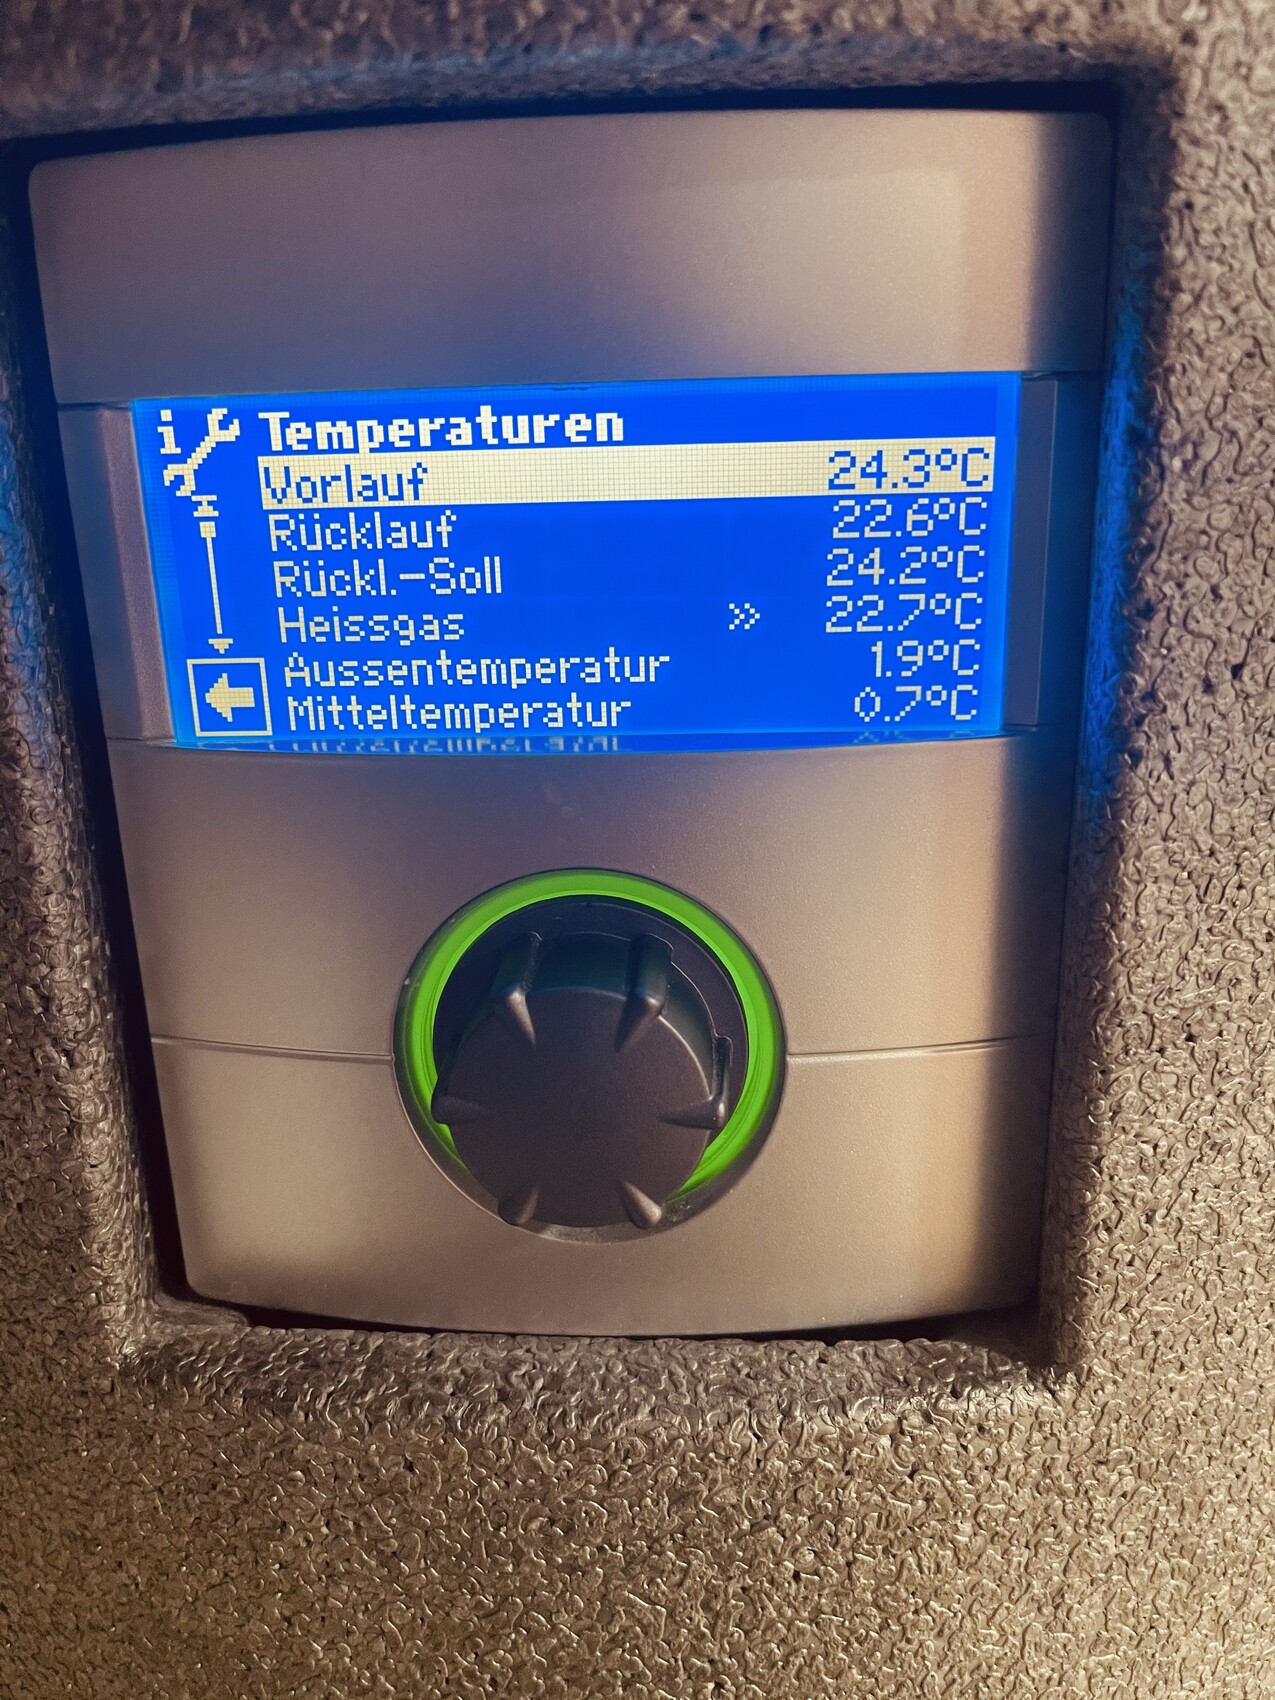 Temperaturen
Vorlauf 24.3°C
Rücklauf 22.6°C
Rückl.-Soll 24.2°C
Heissgas » 22.7°C
Aussentemperatur 1.9°C
Mitteltemperatur 0.7°C